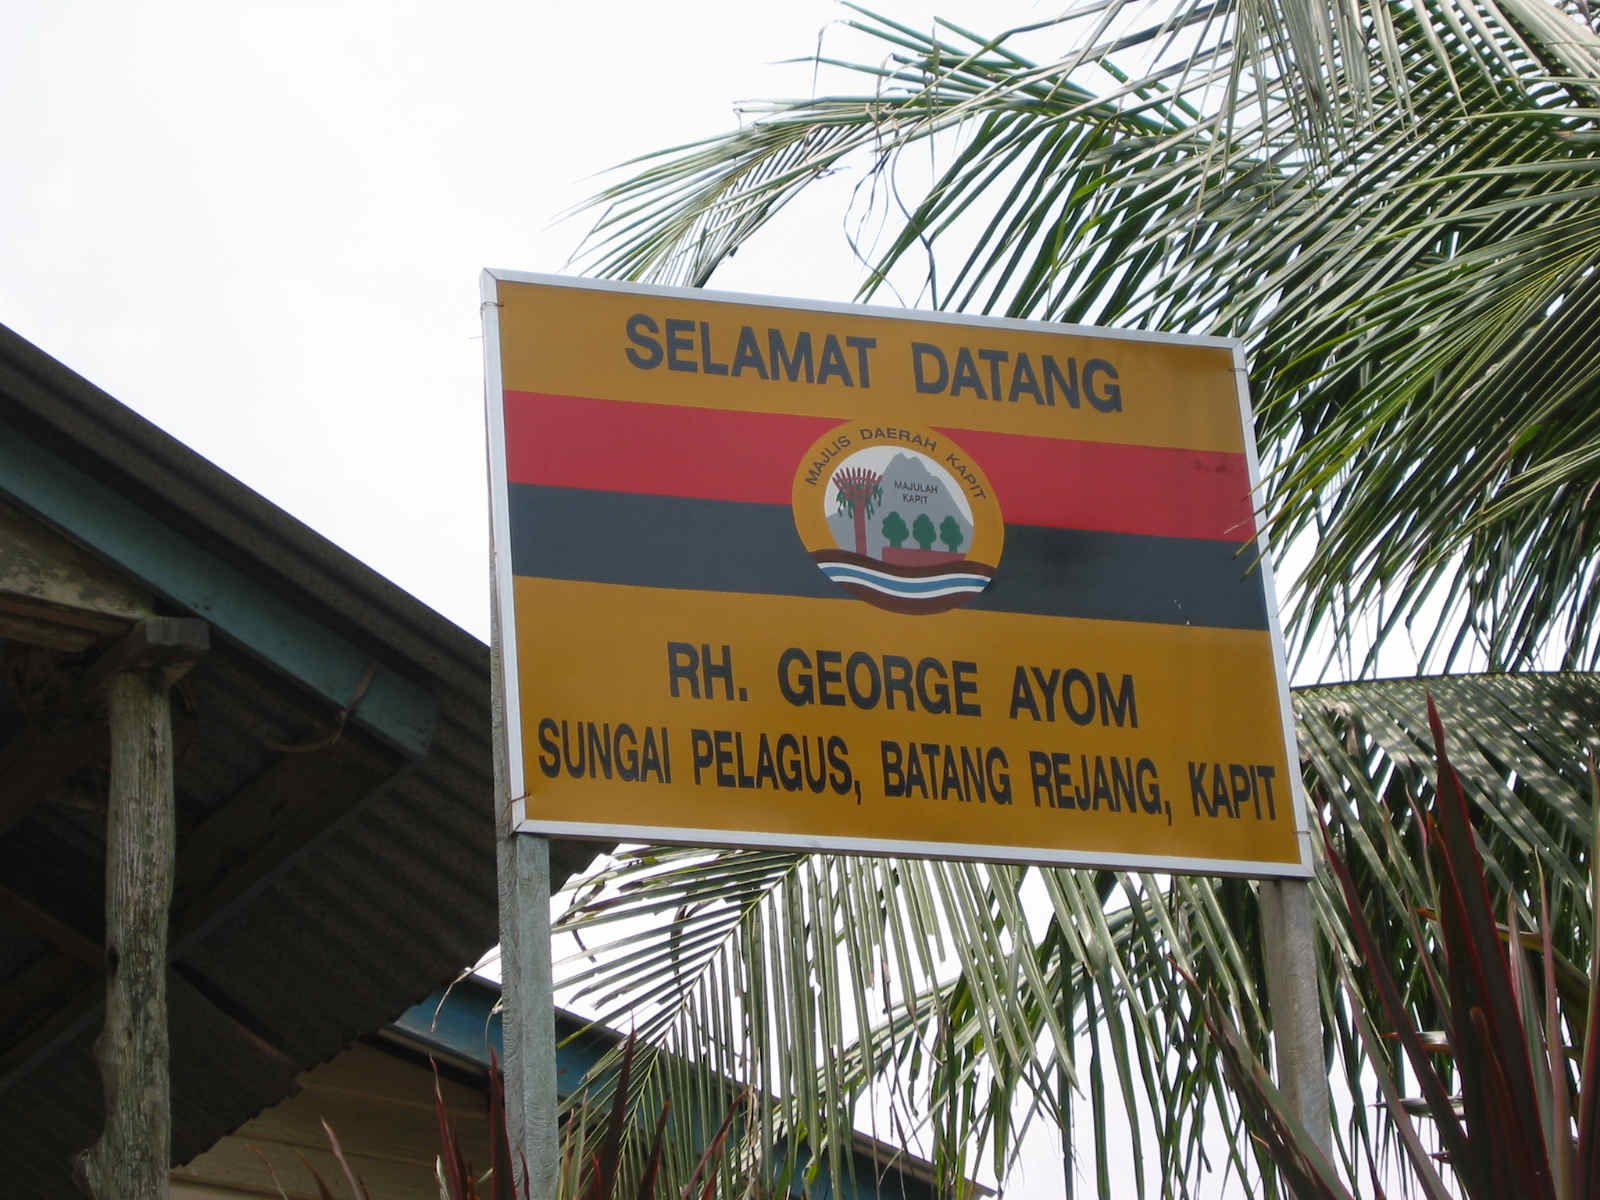 SELAMAT DATANG
MAJLIS DAERAH KAPIT
MAJULAH
KAPIT
RH. GEORGE AYOM
SUNGAI PELAGUS, BATANG REJANG, KAPIT